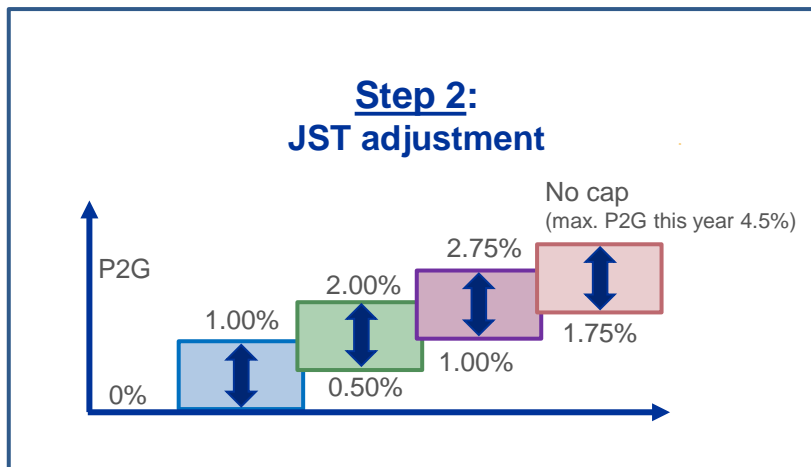 Step 2:
JST adjustment
No cap
(max. P2G this year 4.5%)
2.75%
P2G
2.00%
1.00%
1.75%
1.00%
0.50%
0%